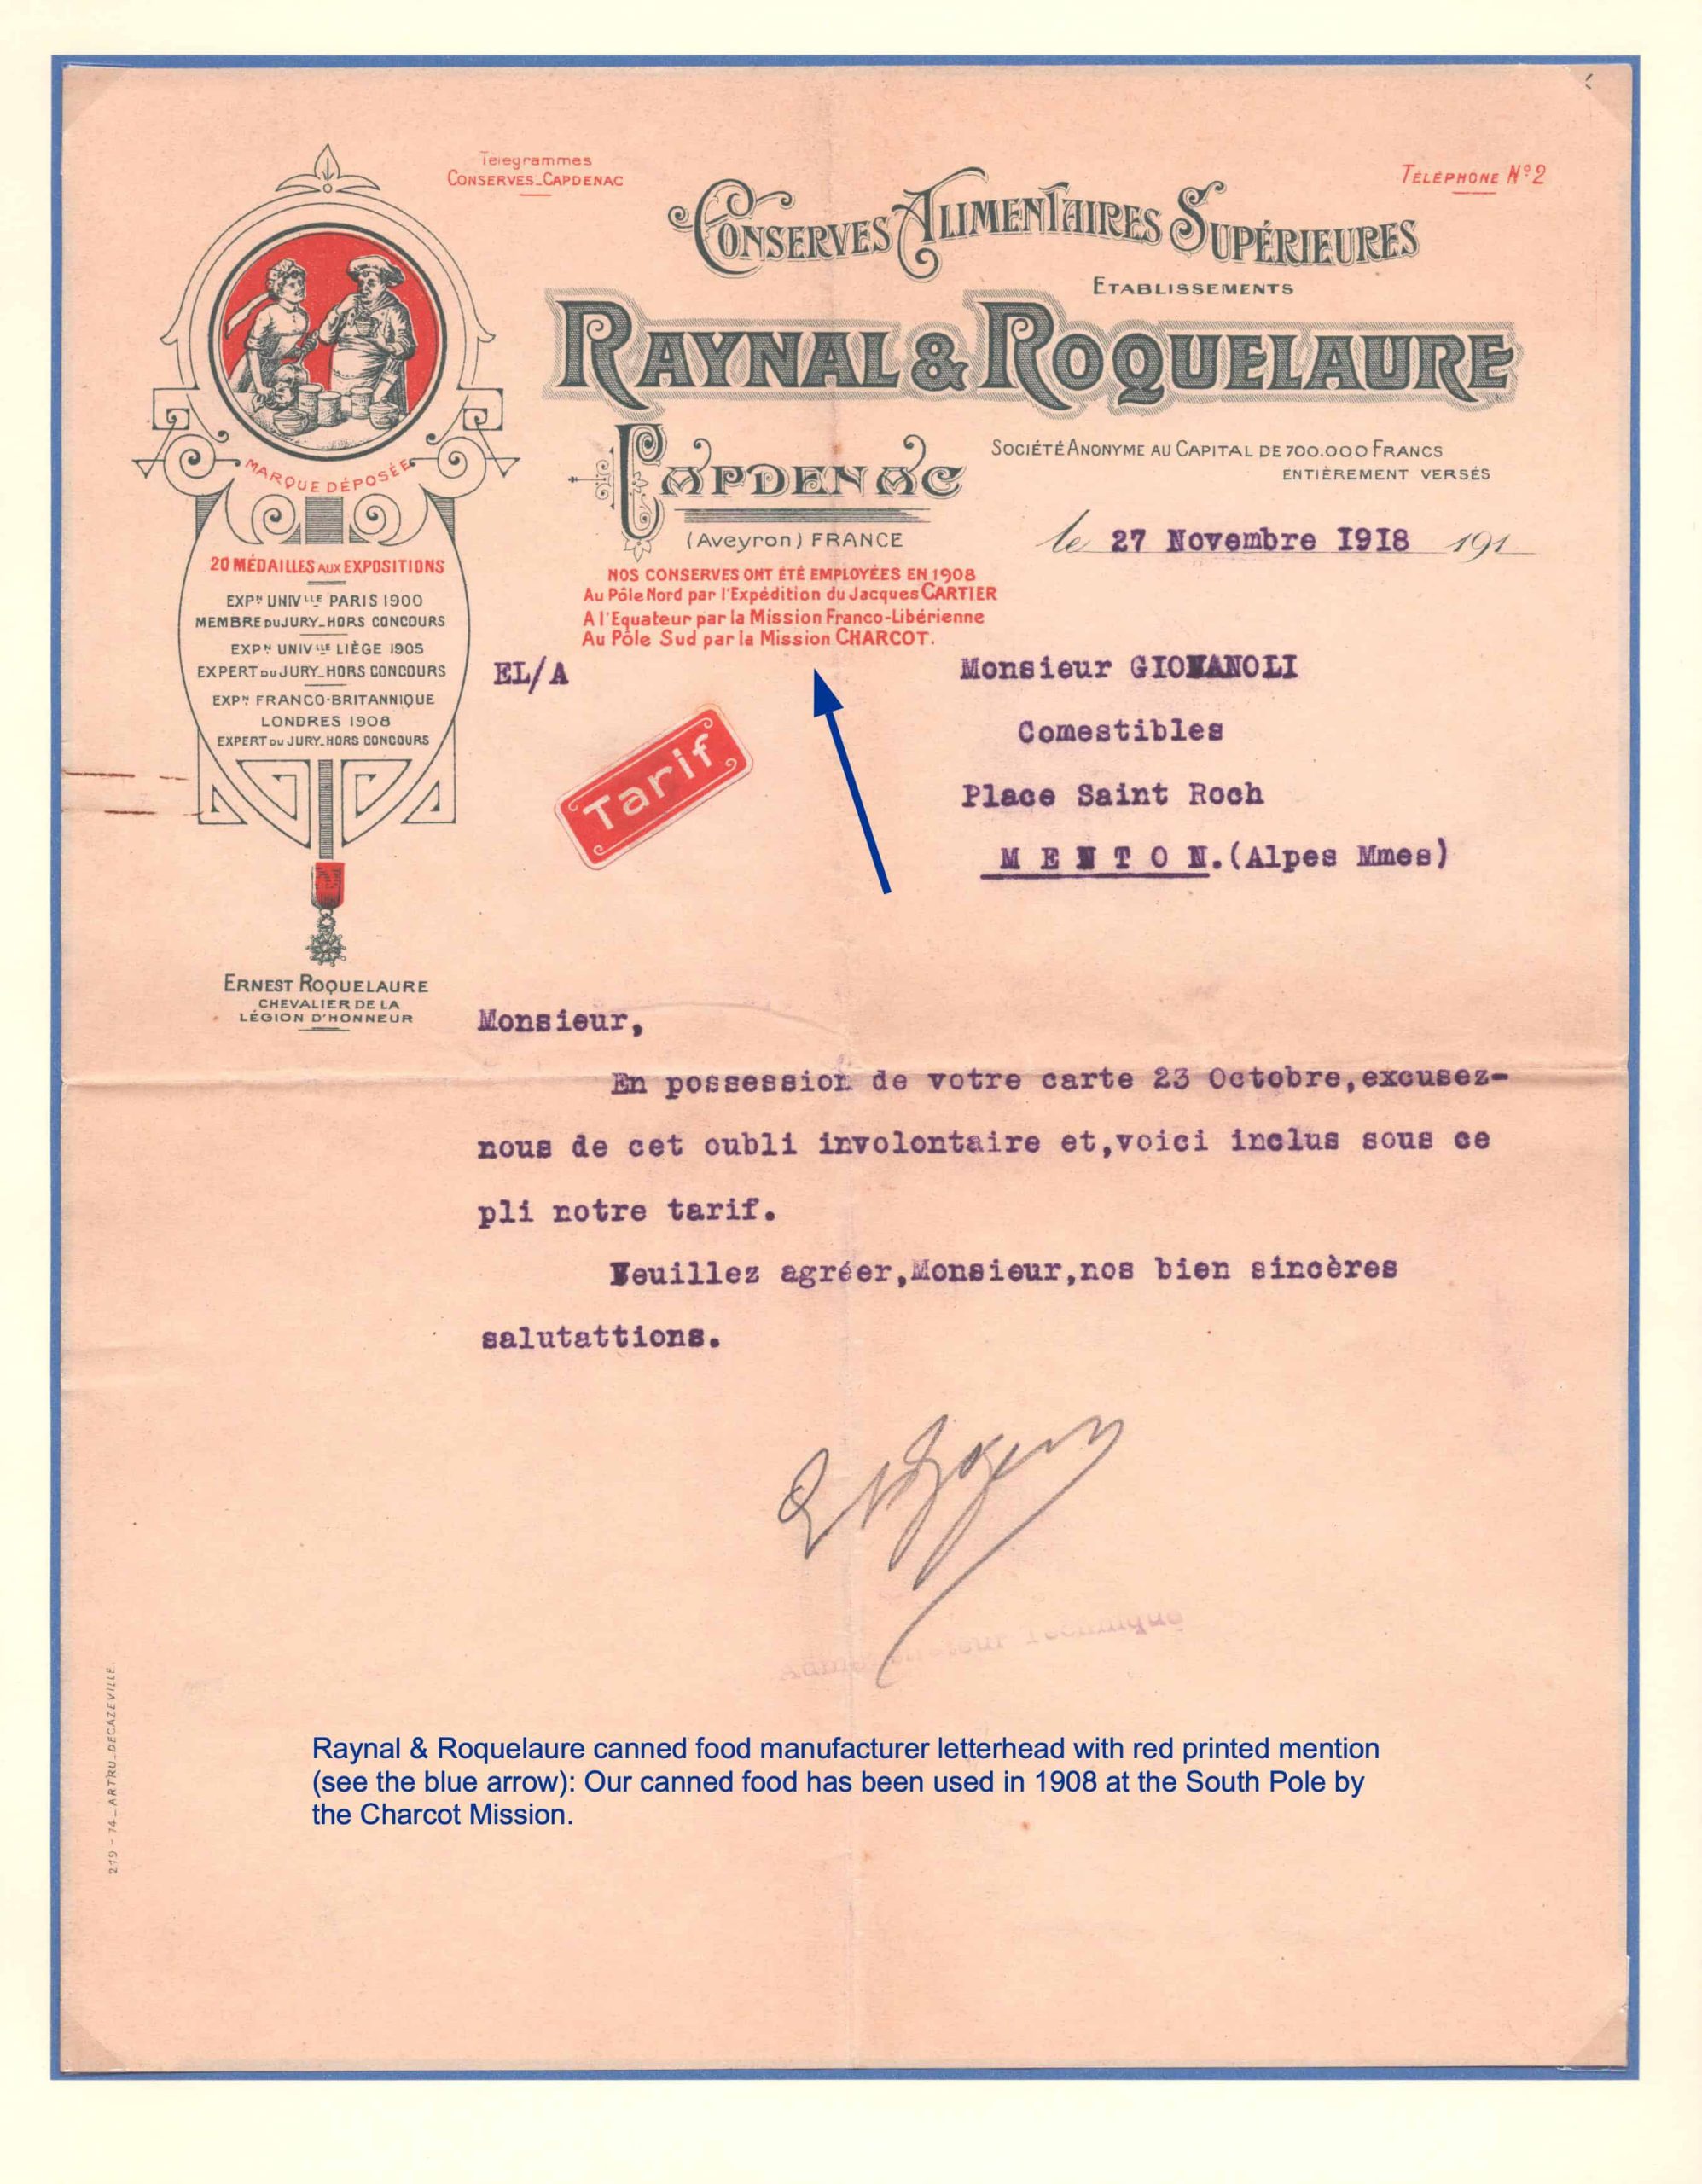 Telegrammes
CONSERVES_CAPDENAC
TÉLÉPHONE Nº 2
CONSERVES ALIMENTAIRES SUPÉRIEURES
ETABLISSEMENTS
RAYNAL & ROQUELAURE
CAPDENAC
(Aveyron) FRANCE
SOCIÉTÉ ANONYME AU CAPITAL DE 700.000 FRANCS
ENTIÈREMENT VERSÉS
le 27 Novembre 1918 191
MARQUE DÉPOSÉE
20 MÉDAILLES AUX EXPOSITIONS
EXPON UNIVLLE PARIS 1900
MEMBRE DU JURY_HORS CONCOURS
EXPON UNIVLLE LIÈGE 1905
EXPERT DU JURY_HORS CONCOURS
EXPON FRANCO-BRITANNIQUE
LONDRES 1908
EXPERT DU JURY_HORS CONCOURS
ERNEST ROQUELAURE
CHEVALIER DE LA
LÉGION D'HONNEUR
NOS CONSERVES ONT ÉTÉ EMPLOYÉES EN 1908
Au Pôle Nord par l'Expédition du Jacques CARTIER
A l'Equateur par la Mission Franco-Libérienne
Au Pôle Sud par la Mission CHARCOT.
EL/A
Tarif
Monsieur GIOVANOLI
Comestibles
Place Saint Roch
M E N T O N.(Alpes Mmes)
Monsieur,
En possession de votre carte 23 Octobre,excusez-
nous de cet oubli involontaire et,voici inclus sous ce
pli notre tarif.
Veuillez agréer,Monsieur,nos bien sincères
salutattions.
Technique
Raynal & Roquelaure canned food manufacturer letterhead with red printed mention
(see the blue arrow): Our canned food has been used in 1908 at the South Pole by
the Charcot Mission.
219 - 74_ARTRU_DECAZEVILLE.